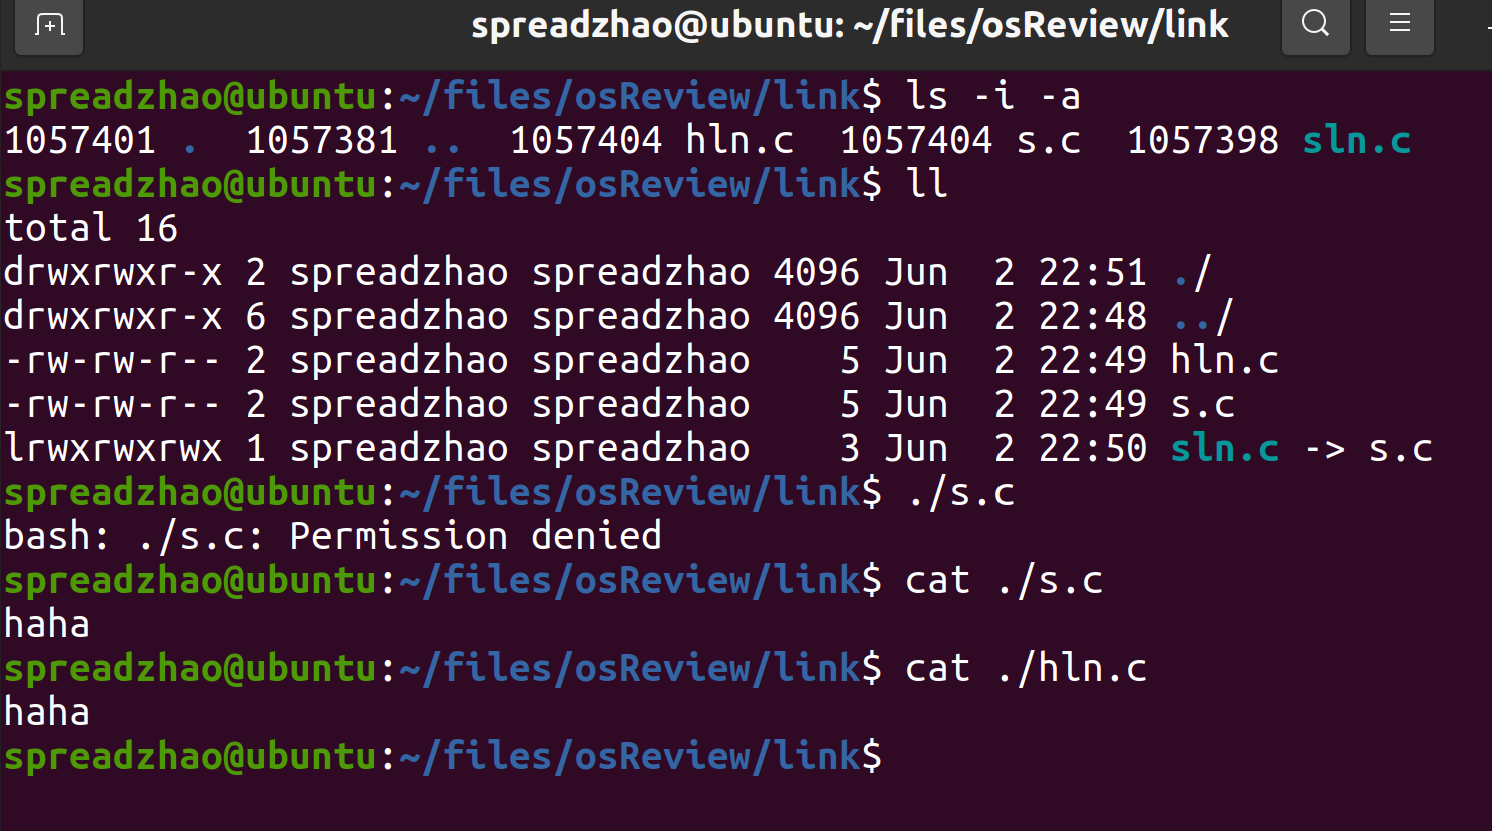 spreadzhao@ubuntu: ~/files/osReview/link
spreadzhao@ubuntu:~/files/osReview/link$ ls -i -a
1057401 .  1057381 ..  1057404 hln.c  1057404 s.c  1057398 sln.c
spreadzhao@ubuntu:~/files/osReview/link$ ll
total 16
drwxrwxr-x 2 spreadzhao spreadzhao 4096 Jun  2 22:51 ./
drwxrwxr-x 6 spreadzhao spreadzhao 4096 Jun  2 22:48 ../
-rw-rw-r-- 2 spreadzhao spreadzhao    5 Jun  2 22:49 hln.c
-rw-rw-r-- 2 spreadzhao spreadzhao    5 Jun  2 22:49 s.c
lrwxrwxrwx 1 spreadzhao spreadzhao    3 Jun  2 22:50 sln.c -> s.c
spreadzhao@ubuntu:~/files/osReview/link$ ./s.c
bash: ./s.c: Permission denied
spreadzhao@ubuntu:~/files/osReview/link$ cat ./s.c
haha
spreadzhao@ubuntu:~/files/osReview/link$ cat ./hln.c
haha
spreadzhao@ubuntu:~/files/osReview/link$